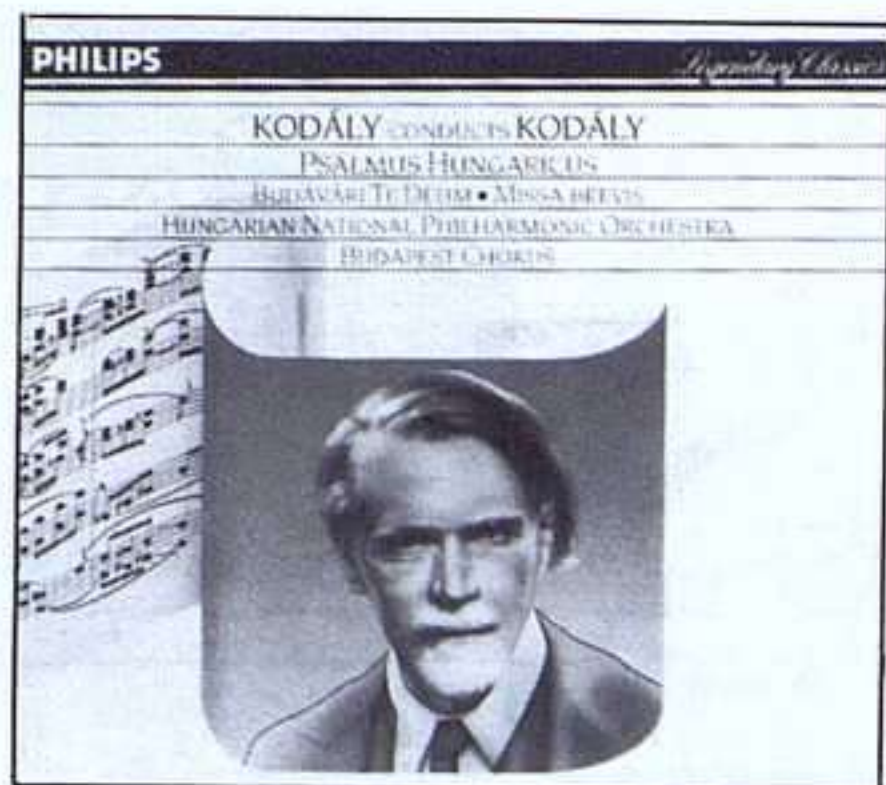 PHILIPS Legendary Classics
KODÁLY CONDUCTS KODÁLY
PSALMUS HUNGARICUS
BUDAVÁRI TE DEUM • MISSA BREVIS
HUNGARIAN NATIONAL PHILHARMONIC ORCHESTRA
BUDAPEST CHORUS